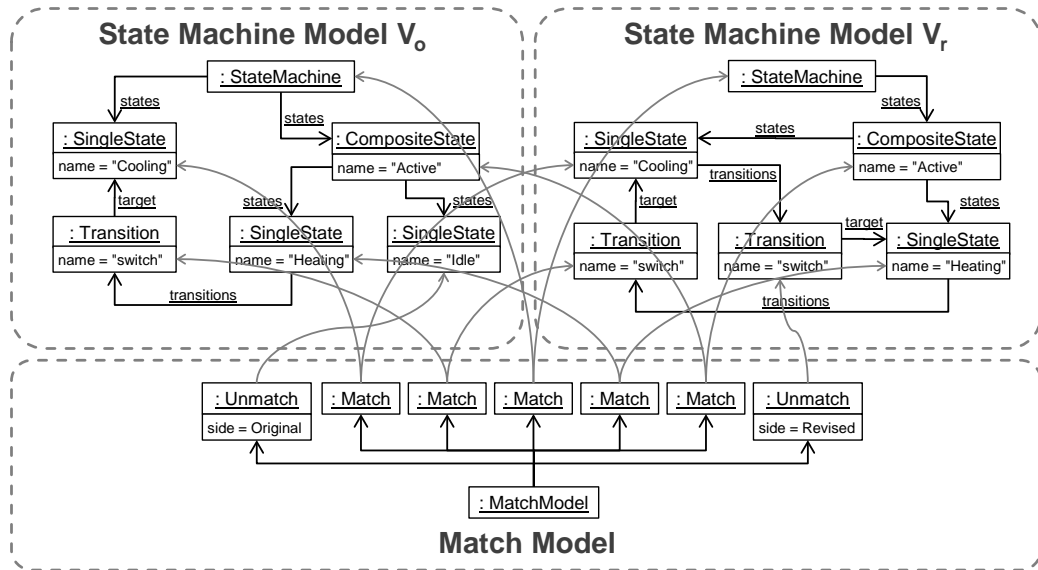 State Machine Model Vo
: StateMachine
states
states
: SingleState
name = "Cooling"
: CompositeState
name = "Active"
target
states
states
: Transition
name = "switch"
: SingleState
name = "Heating"
: SingleState
name = "Idle"
transitions
State Machine Model Vr
: StateMachine
states
: SingleState
name = "Cooling"
states
: CompositeState
name = "Active"
transitions
target
states
: Transition
name = "switch"
: Transition
name = "switch"
target
: SingleState
name = "Heating"
transitions
: Unmatch
side = Original
: Match
: Match
: Match
: Match
: Match
: Unmatch
side = Revised
: MatchModel
Match Model